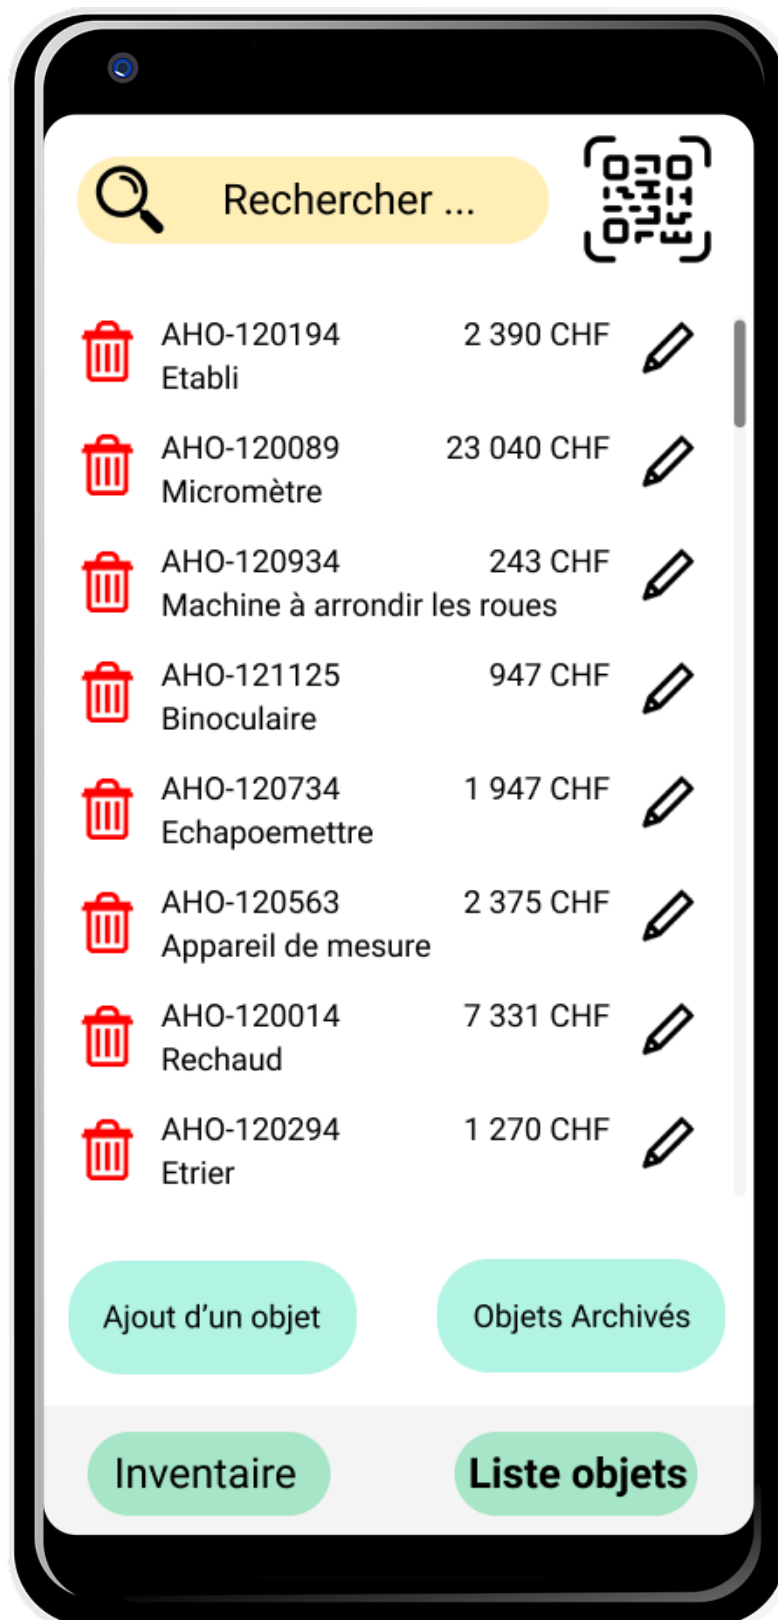 Rechercher ...
AHO-120194 2 390 CHF
Etabli
AHO-120089 23 040 CHF
Micromètre
AHO-120934 243 CHF
Machine à arrondir les roues
AHO-121125 947 CHF
Binoculaire
AHO-120734 1 947 CHF
Echapoemettre
AHO-120563 2 375 CHF
Appareil de mesure
AHO-120014 7 331 CHF
Rechaud
AHO-120294 1 270 CHF
Etrier
Ajout d’un objet Objets Archivés
Inventaire Liste objets